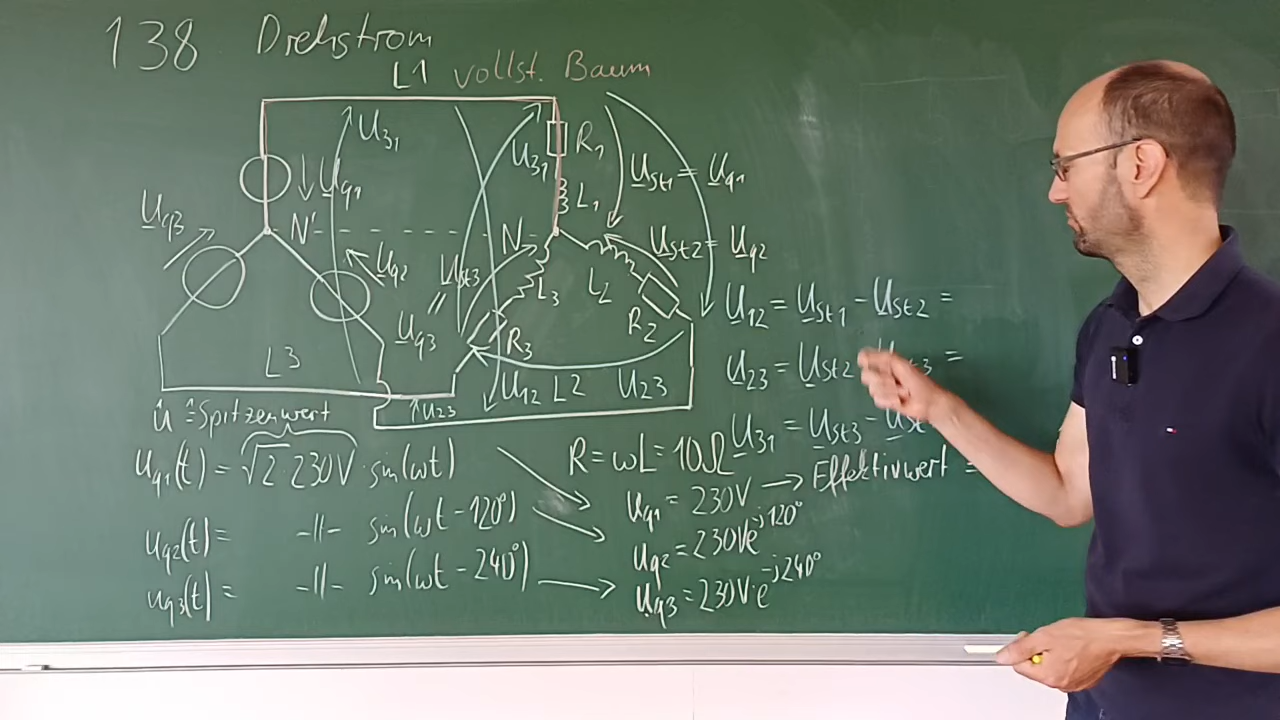 138 Drehstrom
L1 vollst. Baum
U31
U31
R1
Uq1
USt1 = Uq1
L1
Uq3
N'
N
USt2 = Uq2
Uq2
USt3
L3
L2
=
Uq3
R3
R2
U12 = USt1 - USt2 =
L3
U12 L2 U23
U23 = USt2 - USt3 =
û ≙ Spitzenwert
↑U23
U31 = USt3 - USt
uq1(t) = √2·230V · sin(ωt)
R = ωL = 10Ω
Uq1 = 230V → Effektivwert =
uq2(t) = -||- sin(ωt - 120°)
Uq2 = 230V e^-j120°
uq3(t) = -||- sin(ωt - 240°)
Uq3 = 230V · e^-j240°